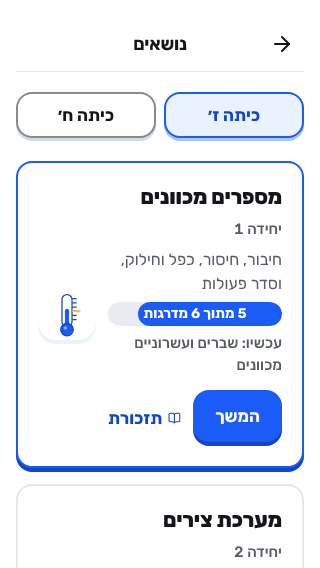 נושאים
כיתה ז׳
כיתה ח׳
מספרים מכוונים
יחידה 1
חיבור, חיסור, כפל וחילוק,
וסדר פעולות
5 מתוך 6 מדרגות
עכשיו: שברים ועשרוניים
מכוונים
המשך
תזכורת
מערכת צירים
יחידה 2